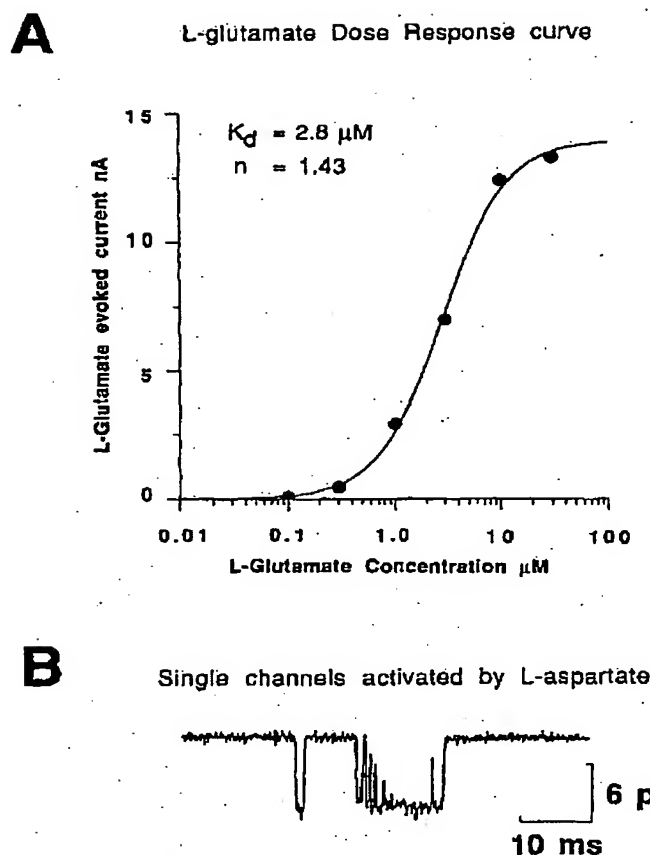 A
L-glutamate Dose Response curve
15
10
5
0
L-Glutamate evoked current nA
Kd = 2.8 μM
n = 1.43
0.01 0.1 1.0 10 100
L-Glutamate Concentration μM
B
Single channels activated by L-aspartate
6 p
10 ms